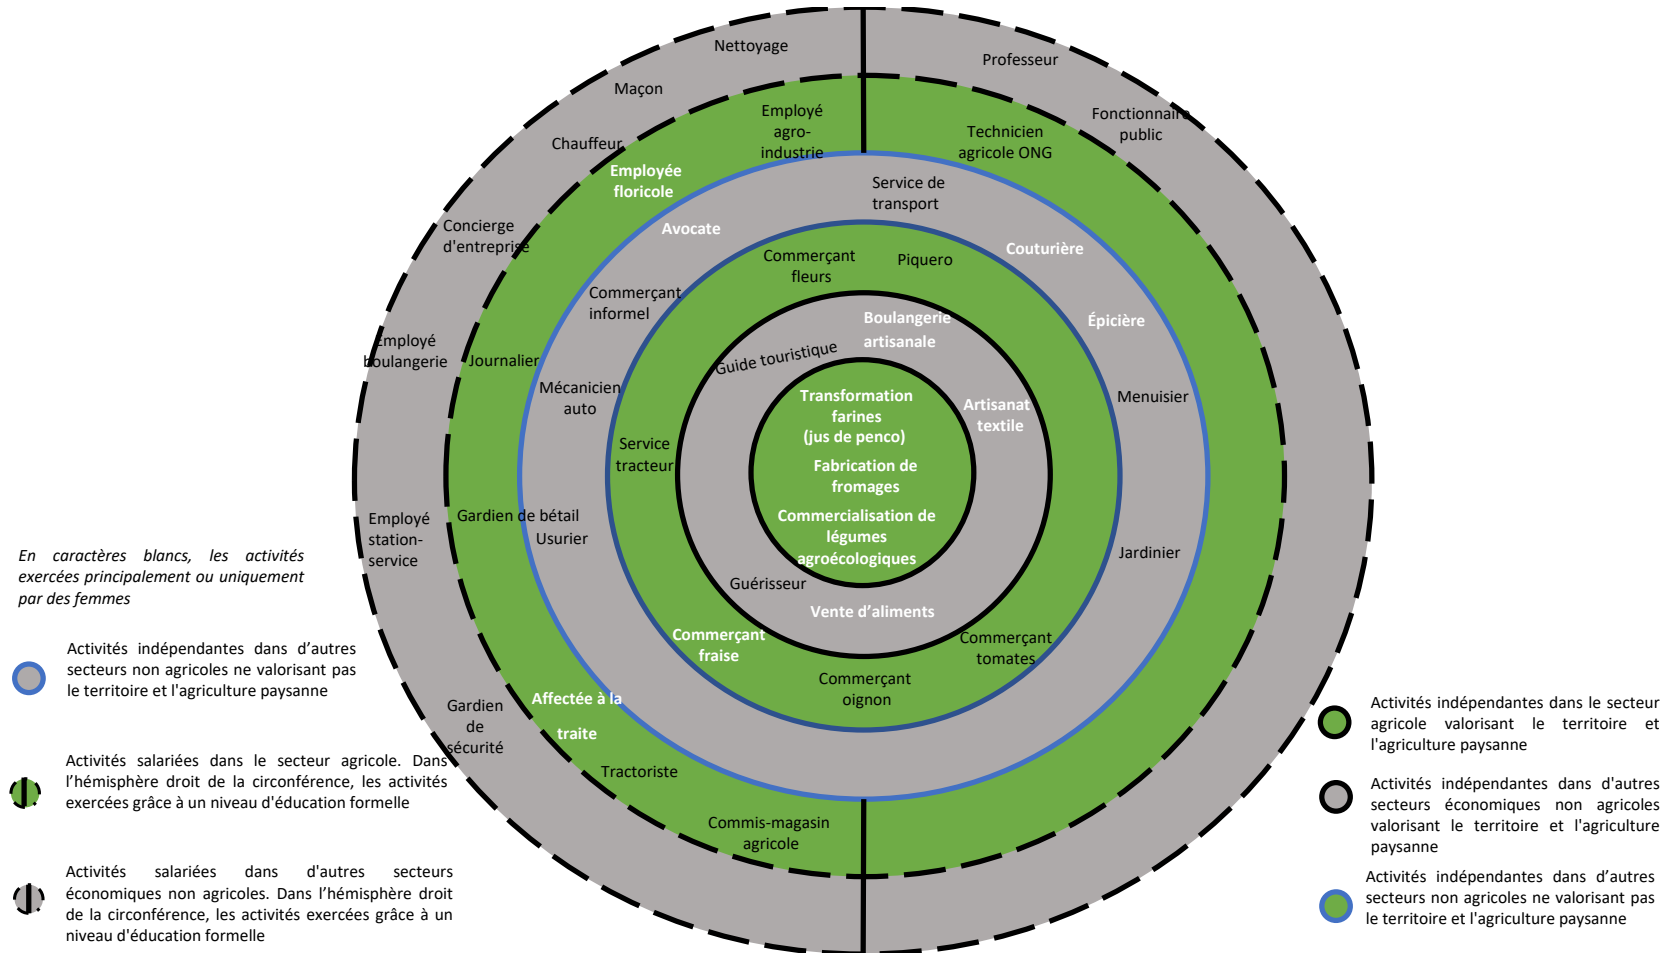 Nettoyage
Professeur
Maçon
Fonctionnaire
public
Chauffeur
Employé
agro-
industrie
Technicien
agricole ONG
Employée
floricole
Service de
transport
Avocate
Couturière
Concierge
d'entreprise
Commerçant
fleurs
Piquero
Commerçant
informel
Boulangerie
artisanale
Épicière
Employé
boulangerie
Journalier
Guide touristique
Mécanicien
auto
Menuisier
Transformation
farines
(jus de penco)
Artisanat
textile
Service
tracteur
Fabrication de
fromages
Employé
station-
service
Gardien de bétail
Usurier
Commercialisation de
légumes
agroécologiques
Jardinier
Guérisseur
Vente d’aliments
Commerçant
fraise
Commerçant
tomates
Commerçant
oignon
Affectée à la
traite
Gardien
de
sécurité
Tractoriste
Commis-magasin
agricole
En caractères blancs, les activités
exercées principalement ou uniquement
par des femmes
Activités indépendantes dans d’autres
secteurs non agricoles ne valorisant pas
le territoire et l'agriculture paysanne
Activités salariées dans le secteur agricole. Dans
l’hémisphère droit de la circonférence, les activités
exercées grâce à un niveau d'éducation formelle
Activités salariées dans d'autres secteurs
économiques non agricoles. Dans l’hémisphère droit
de la circonférence, les activités exercées grâce à un
niveau d'éducation formelle
Activités indépendantes dans le secteur
agricole valorisant le territoire et
l'agriculture paysanne
Activités indépendantes dans d'autres
secteurs économiques non agricoles
valorisant le territoire et l'agriculture
paysanne
Activités indépendantes dans d’autres
secteurs non agricoles ne valorisant pas
le territoire et l'agriculture paysanne